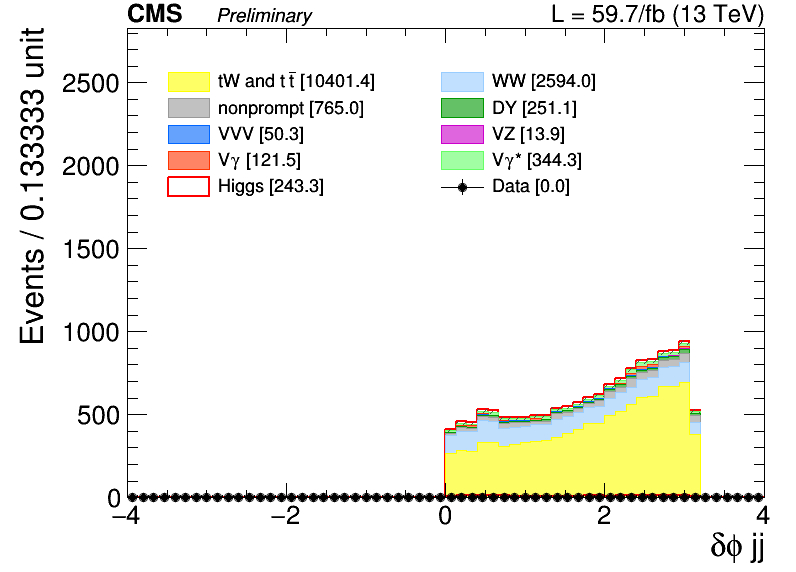 CMS Preliminary L = 59.7/fb (13 TeV)
Events / 0.133333 unit
2500
2000
1500
1000
500
0
tW and t t̅ [10401.4] WW [2594.0]
nonprompt [765.0] DY [251.1]
VVV [50.3] VZ [13.9]
Vγ [121.5] Vγ* [344.3]
Higgs [243.3] Data [0.0]
−4 −2 0 2 4
δϕ jj